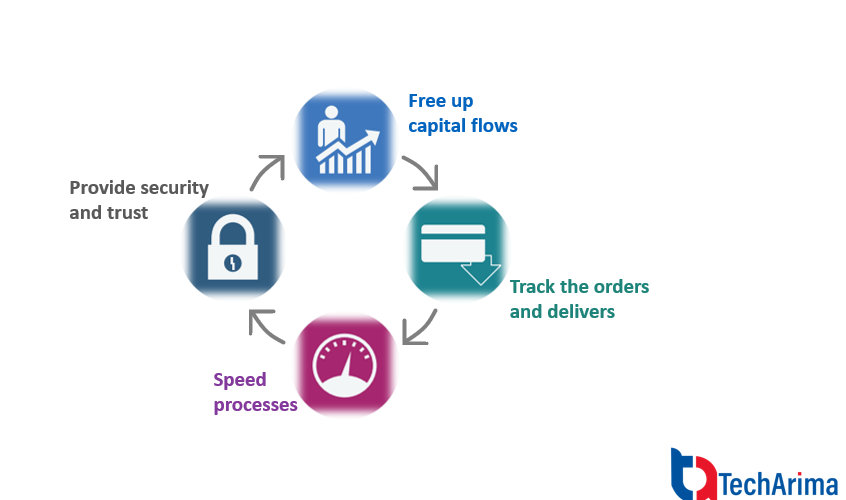 Free up
capital flows
Provide security
and trust
Track the orders
and delivers
Speed
processes
TechArima